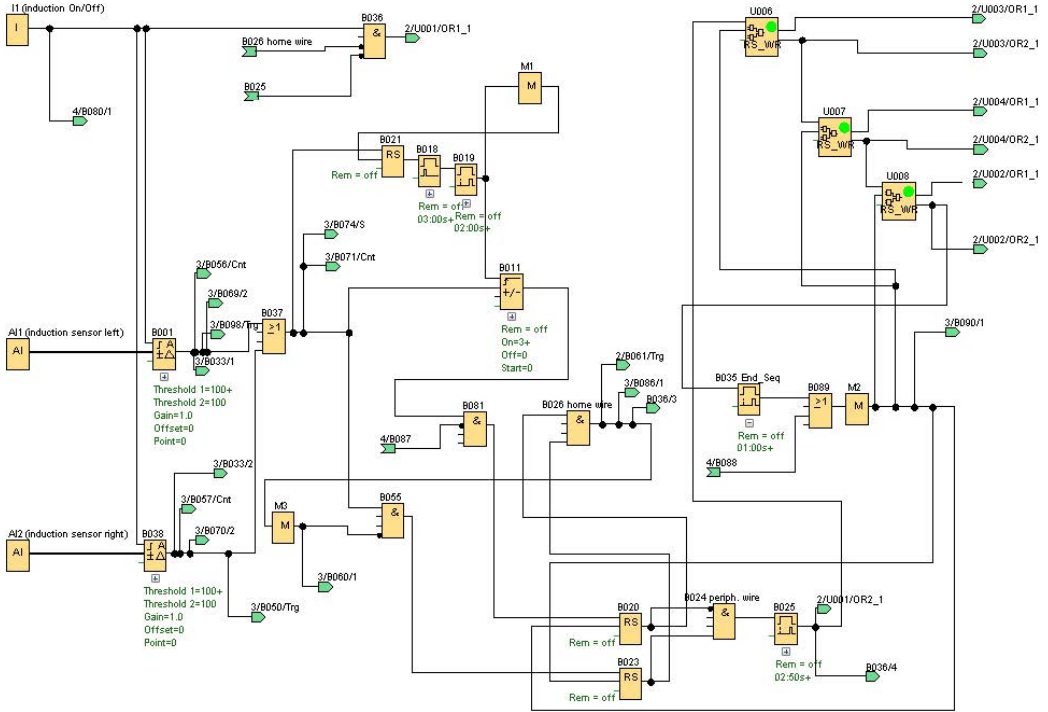 I1 (induction On/Off)
I
B036
&
2/U001/OR1_1
B026 home wire
B025
4/B080/1
M1
M
B021
RS
Rem = off
B018
Rem = off
03:00s+
B019
Rem = off
02:00s+
U006
RS_WR
2/U003/OR1_1
2/U003/OR2_1
U007
RS_WR
2/U004/OR1_1
2/U004/OR2_1
U008
RS_WR
2/U002/OR1_1
2/U002/OR2_1
3/B074/S
3/B071/Cnt
3/B056/Cnt
3/B069/2
3/B098/Trg
3/B033/1
B037
≥1
B011
+/-
Rem = off
On=3+
Off=0
Start=0
AI1 (induction sensor left)
AI
B001
A
±Δ
Threshold 1=100+
Threshold 2=100
Gain=1.0
Offset=0
Point=0
3/B090/1
2/B061/Trg
3/B086/1
B036/3
B035 End_Seq
Rem = off
01:00s+
B089
≥1
M2
M
4/B088
B081
&
4/B087
B026 home wire
&
3/B033/2
3/B057/Cnt
3/B070/2
3/B050/Trg
AI2 (induction sensor right)
AI
B038
A
±Δ
Threshold 1=100+
Threshold 2=100
Gain=1.0
Offset=0
Point=0
M3
M
3/B060/1
B055
&
B020
RS
Rem = off
B023
RS
Rem = off
B024 periph. wire
&
B025
Rem = off
02:50s+
2/U001/OR2_1
B036/4